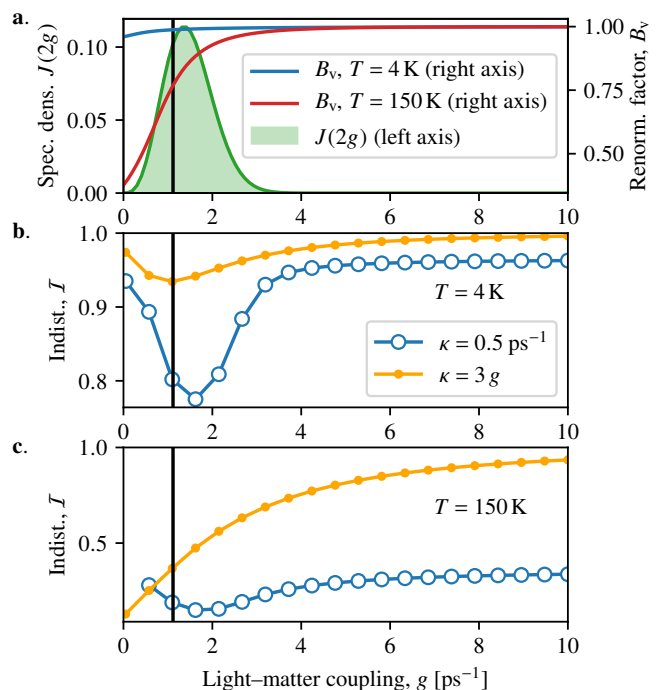 a.
Spec. dens. J(2g)
0.10
0.05
0.00
1.00
0.75
0.50
Renorm. factor, Bᵥ
Bᵥ, T = 4 K (right axis)
Bᵥ, T = 150 K (right axis)
J(2g) (left axis)
0 2 4 6 8 10
b.
Indist., 𝓘
1.0
0.9
0.8
T = 4 K
κ = 0.5 ps⁻¹
κ = 3 g
0 2 4 6 8 10
c.
Indist., 𝓘
1.0
0.5
T = 150 K
0 2 4 6 8 10
Light–matter coupling, g [ps⁻¹]